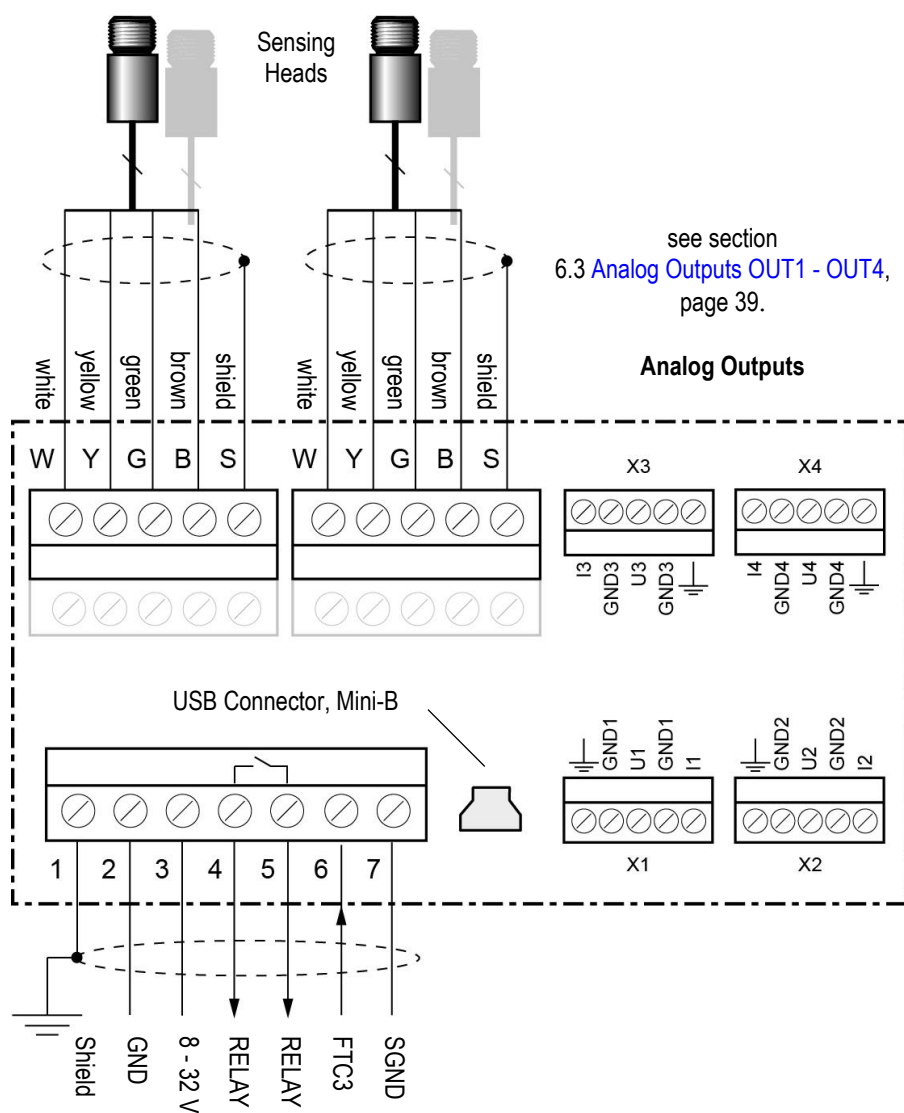 Sensing
Heads
see section
6.3 Analog Outputs OUT1 - OUT4,
page 39.
Analog Outputs
white
yellow
green
brown
shield
white
yellow
green
brown
shield
W Y G B S
W Y G B S
X3
X4
I3
GND3
U3
GND3
I4
GND4
U4
GND4
USB Connector, Mini-B
GND1
U1
GND1
I1
GND2
U2
GND2
I2
X1
X2
1 2 3 4 5 6 7
Shield
GND
8 - 32 V
RELAY
RELAY
FTC3
SGND